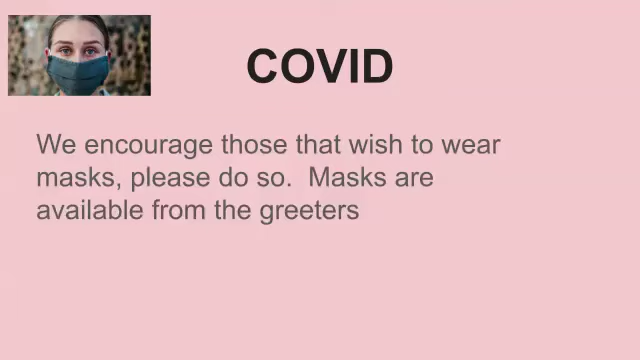 COVID
We encourage those that wish to wear
masks, please do so.  Masks are
available from the greeters